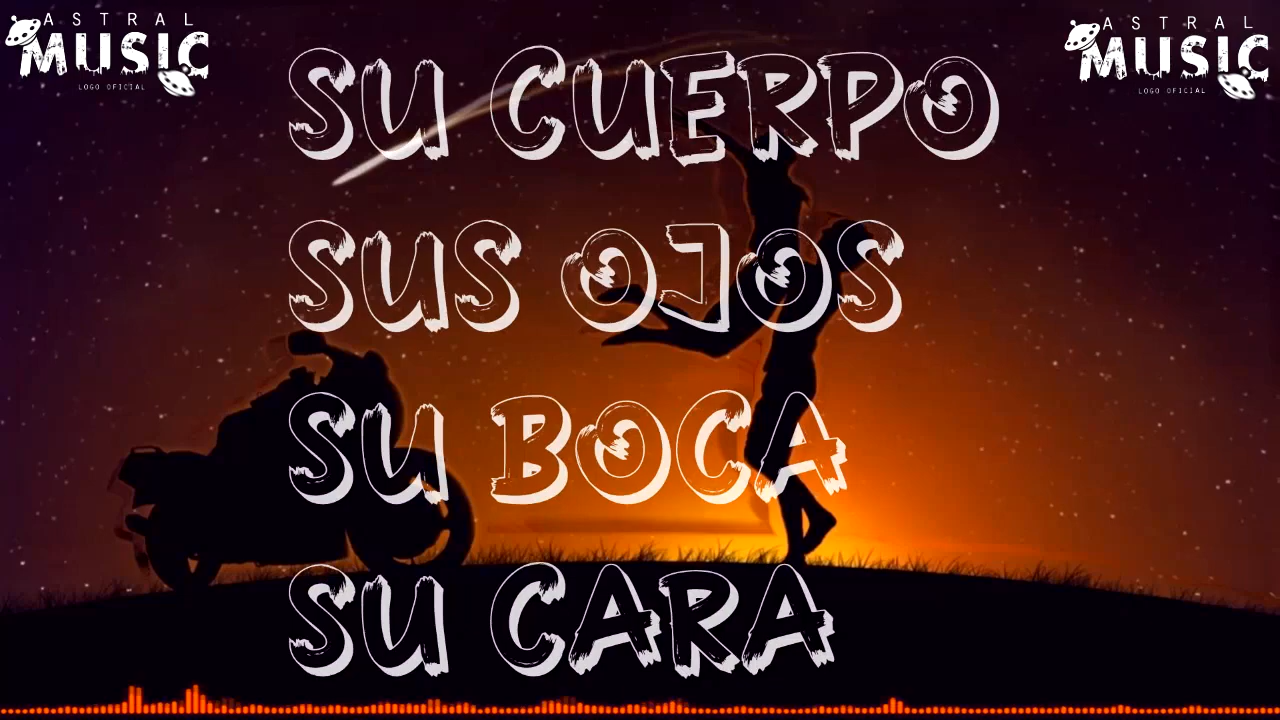 ASTRAL
MUSIC
LOGO OFICIAL
ASTRAL
MUSIC
LOGO OFICIAL
SU CUERPO
SUS OJOS
SU BOCA
SU CARA